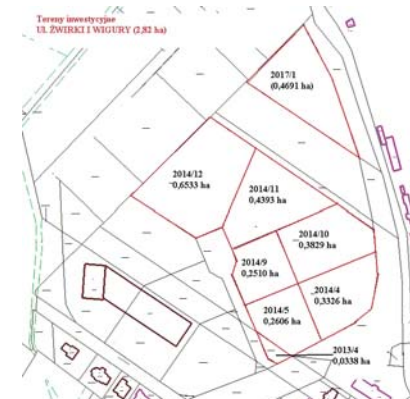 Tereny inwestycyjne
UL ŻWIRKI I WIGURY (2,82 ha)
2017/1
(0,4691 ha)
2014/12
0,6533 ha
2014/11
0,4393 ha
2014/10
0,3829 ha
2014/9
0,2510 ha
2014/4
0,3326 ha
2014/5
0,2606 ha
2013/4
0,0338 ha